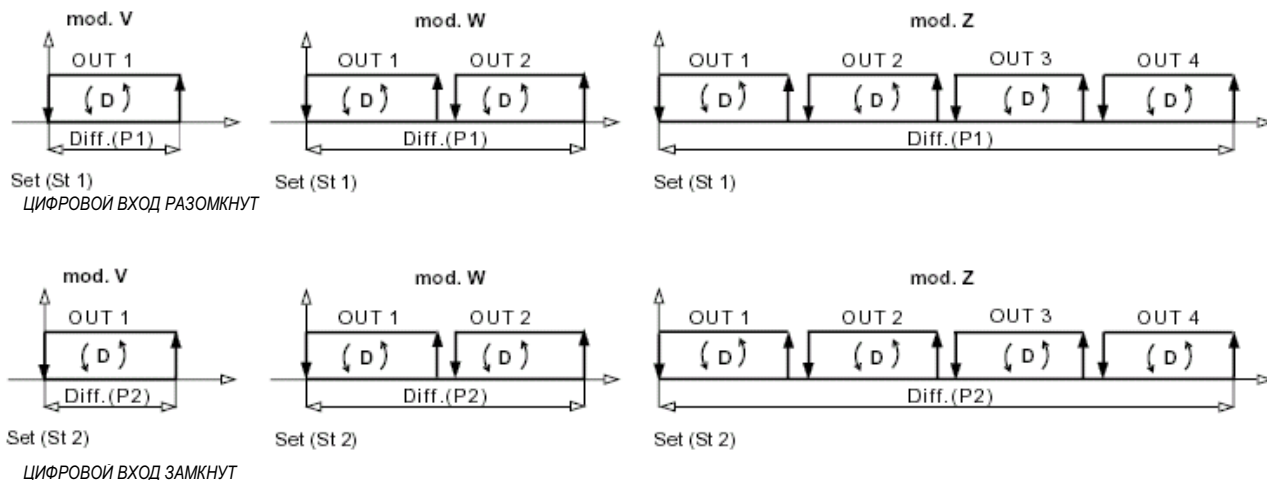 mod. V mod. W mod. Z
OUT 1 OUT 1 OUT 2 OUT 1 OUT 2 OUT 3 OUT 4
D D D D D D D
Diff.(P1) Diff.(P1) Diff.(P1)
Set (St 1) Set (St 1) Set (St 1)
ЦИФРОВОЙ ВХОД РАЗОМКНУТ
mod. V mod. W mod. Z
OUT 1 OUT 1 OUT 2 OUT 1 OUT 2 OUT 3 OUT 4
D D D D D D D
Diff.(P2) Diff.(P2) Diff.(P2)
Set (St 2) Set (St 2) Set (St 2)
ЦИФРОВОЙ ВХОД ЗАМКНУТ